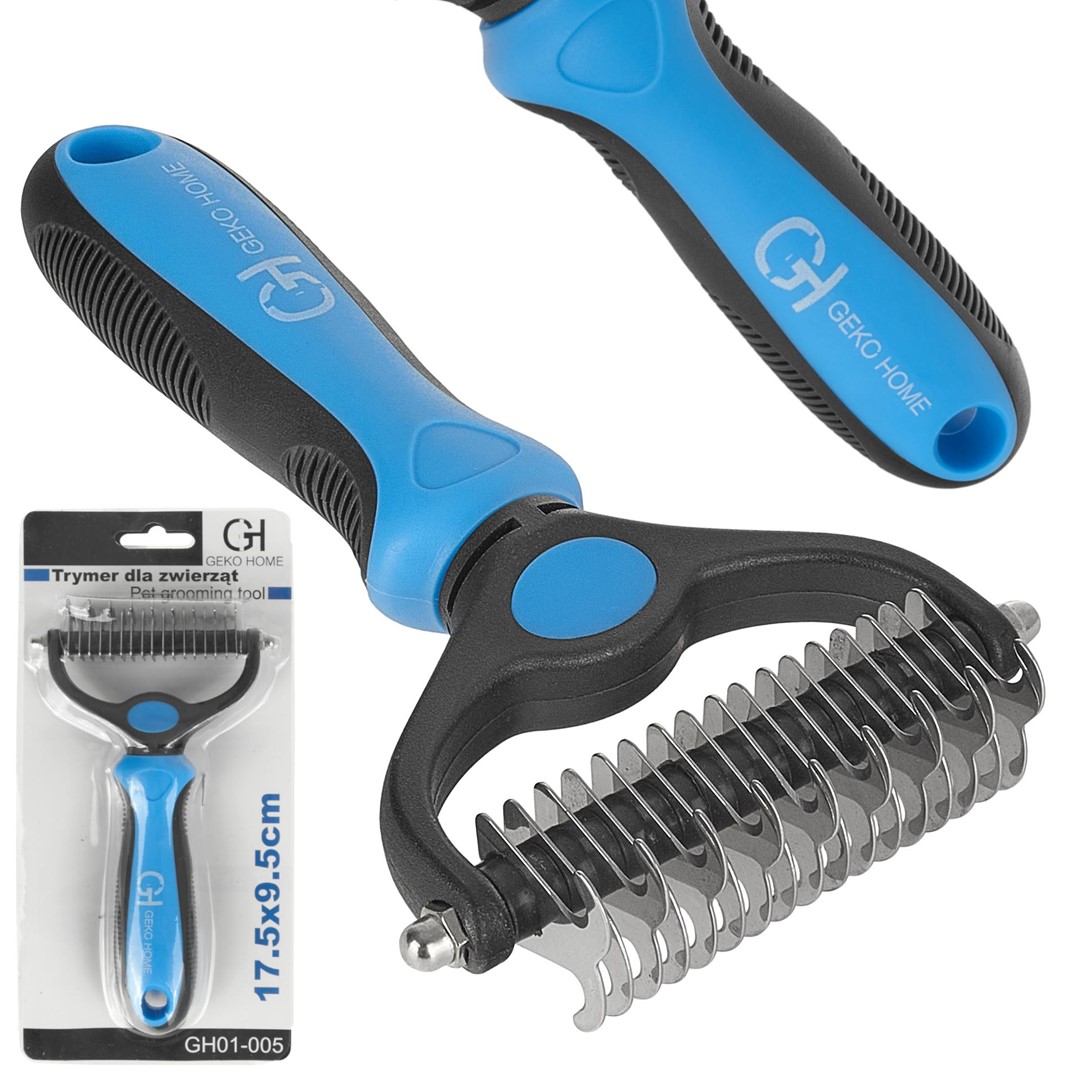 GEKO HOME
GH
GH
GEKO HOME
GH
GEKO HOME
Trymer dla zwierząt
Pet grooming tool
17.5x9.5cm
GH
GEKO HOME
GH01-005